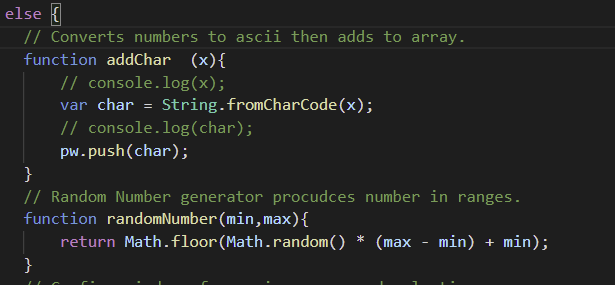 else {
// Converts numbers to ascii then adds to array.
function addChar  (x){
// console.log(x);
var char = String.fromCharCode(x);
// console.log(char);
pw.push(char);
}
// Random Number generator procudces number in ranges.
function randomNumber(min,max){
return Math.floor(Math.random() * (max - min) + min);
}